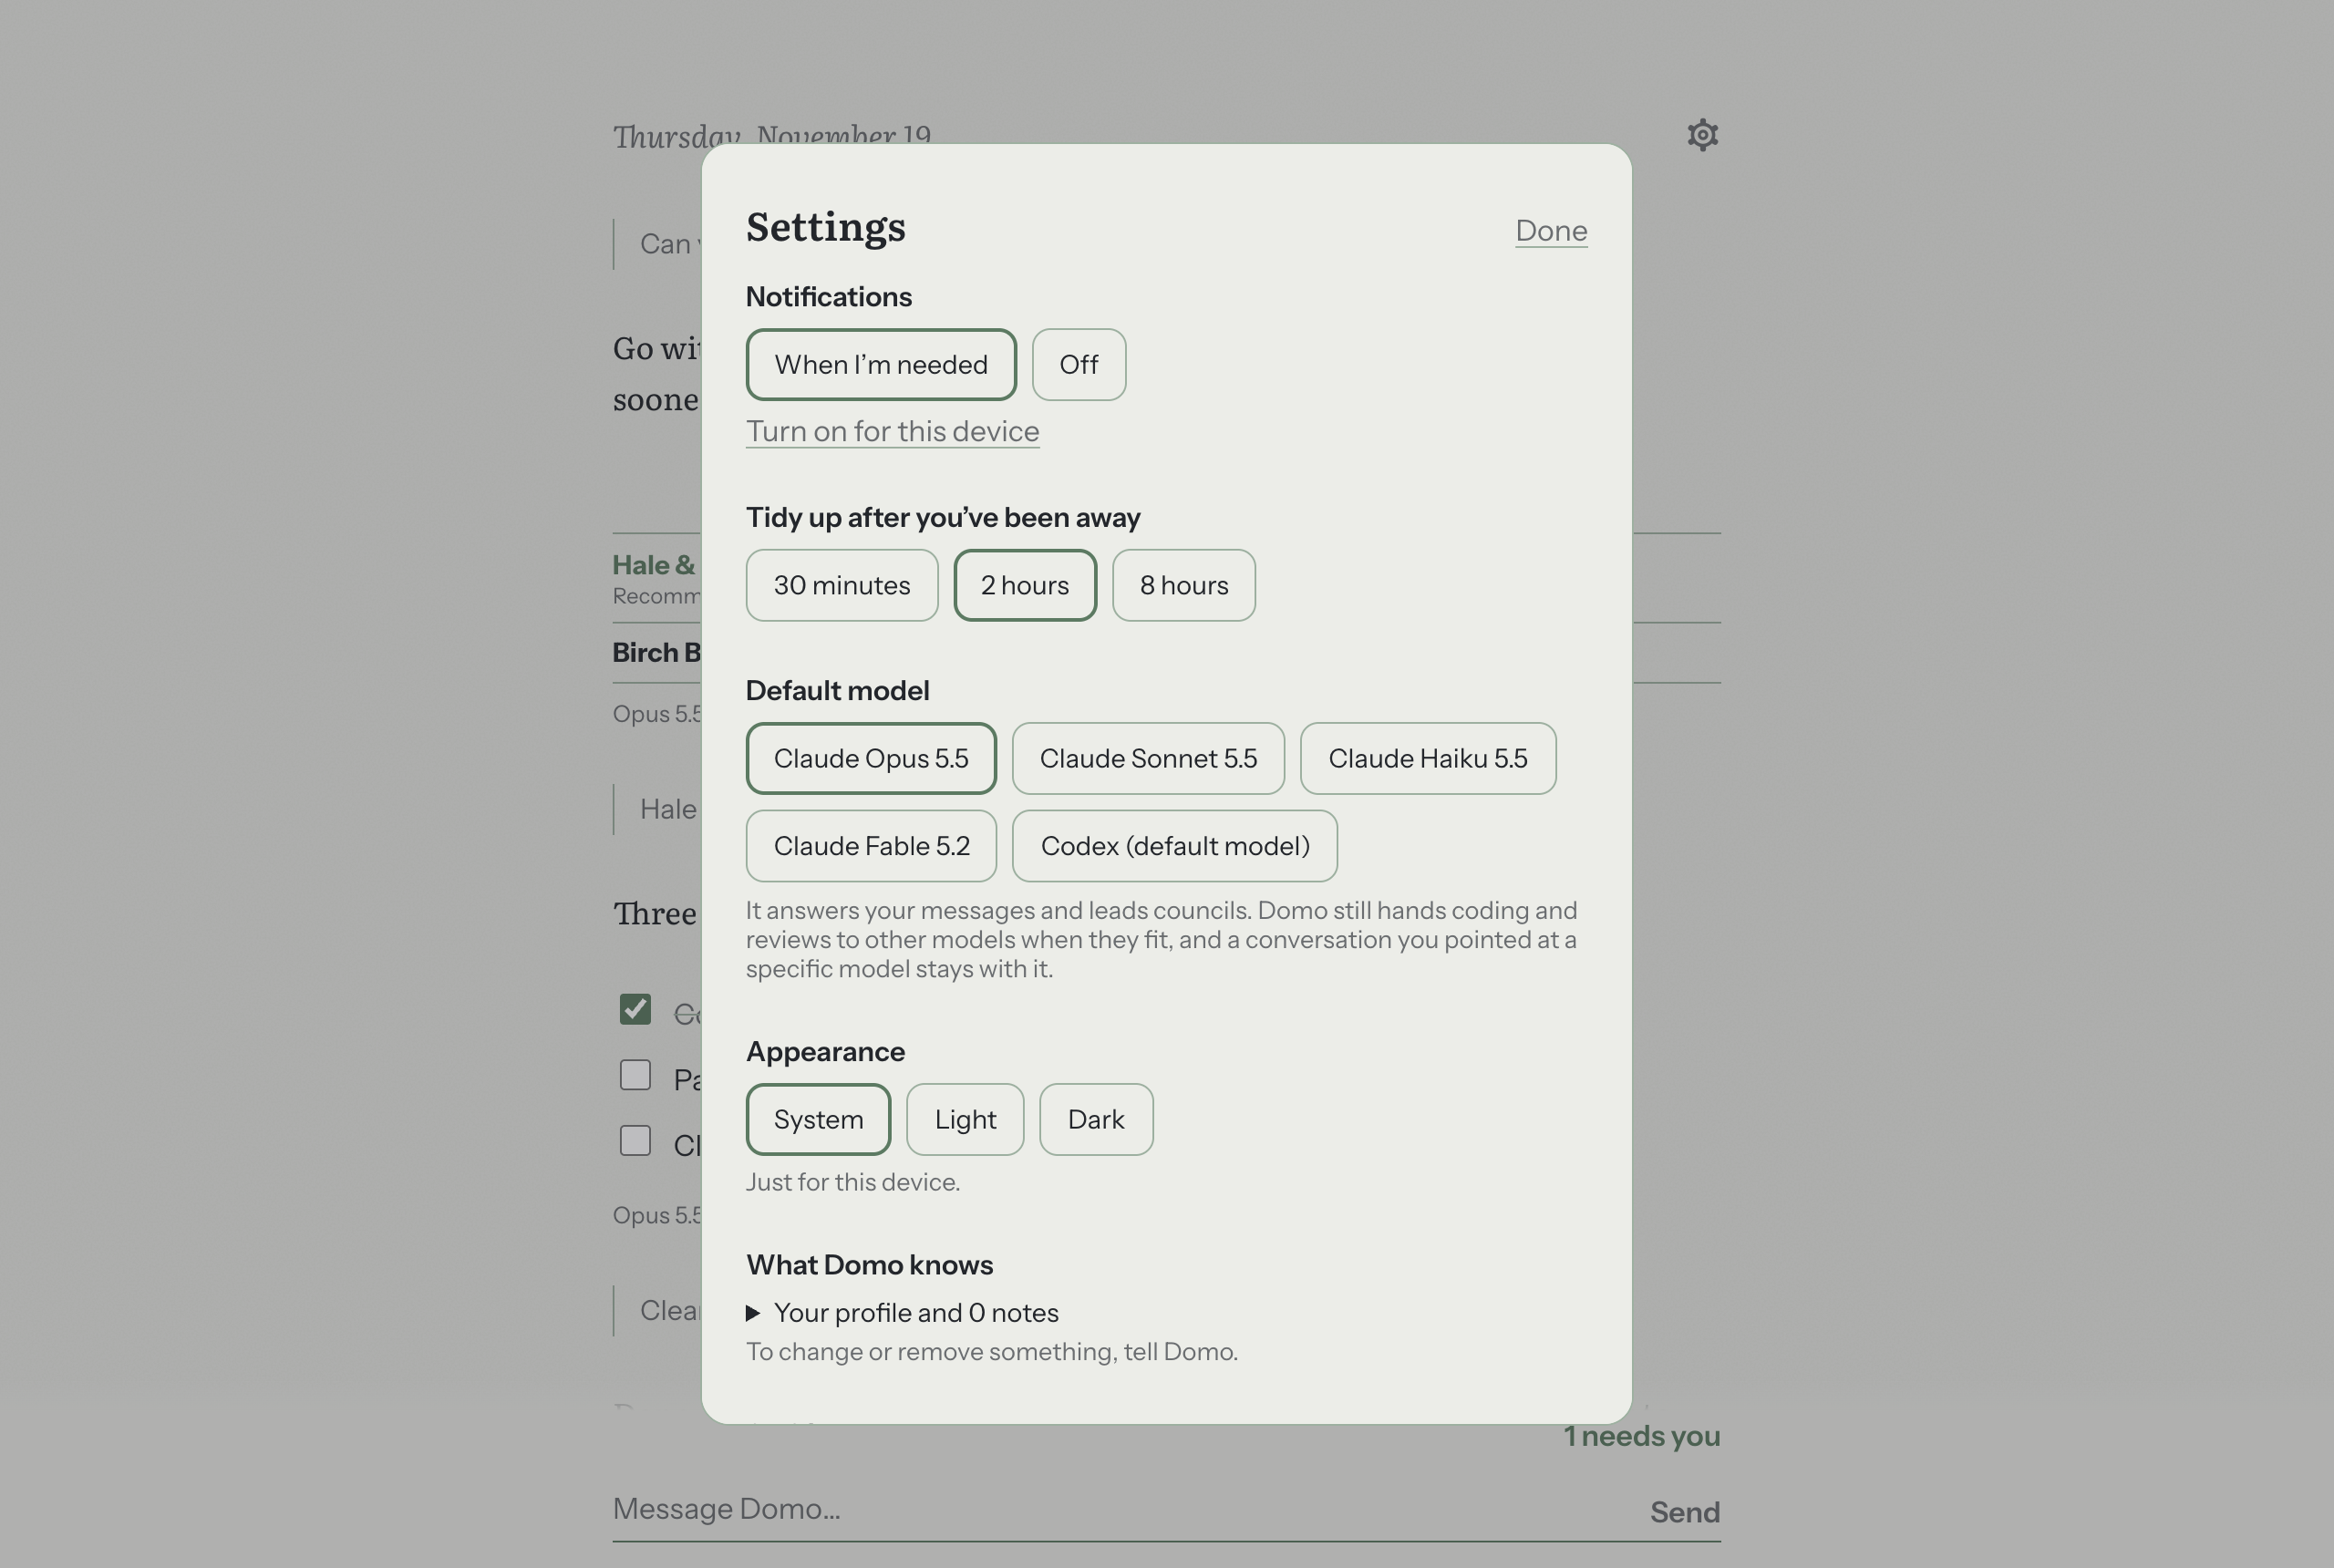 Thursday, November 19
Settings
Done
Can
Notifications
When I’m needed
Off
Go
soone
Turn on for this device
Tidy up after you’ve been away
30 minutes
2 hours
8 hours
Hale &
Recomm
Birch B
Default model
Opus 5.5
Claude Opus 5.5
Claude Sonnet 5.5
Claude Haiku 5.5
Hale
Claude Fable 5.2
Codex (default model)
Three
It answers your messages and leads councils. Domo still hands coding and
reviews to other models when they fit, and a conversation you pointed at a
specific model stays with it.
Appearance
Pa
System
Light
Dark
Cl
Just for this device.
Opus 5.5
What Domo knows
Your profile and 0 notes
Clea
To change or remove something, tell Domo.
1 needs you
Message Domo...
Send